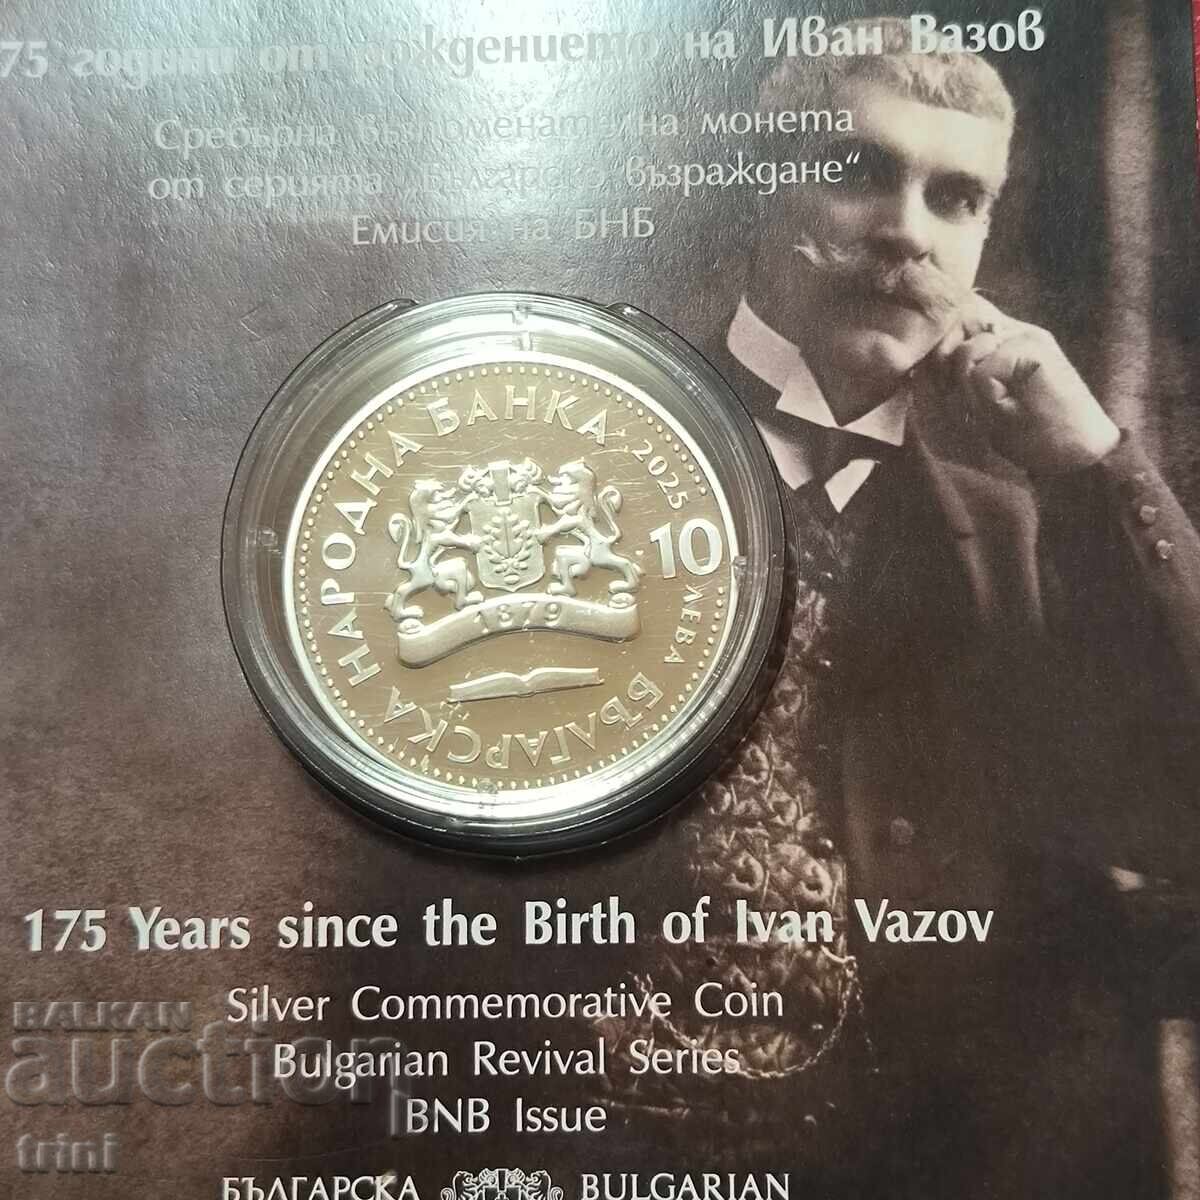 75 години от рождението на Иван Вазов
Сребърна възпоменателна монета
от серията „Българско възраждане“
Емисия на БНБ
БЪЛГАРСКА НАРОДНА БАНКА
2025
10
ЛЕВА
1879
175 Years since the Birth of Ivan Vazov
Silver Commemorative Coin
Bulgarian Revival Series
BNB Issue
БЪЛГАРСКА BULGARIAN
BALKAN
auction
trini